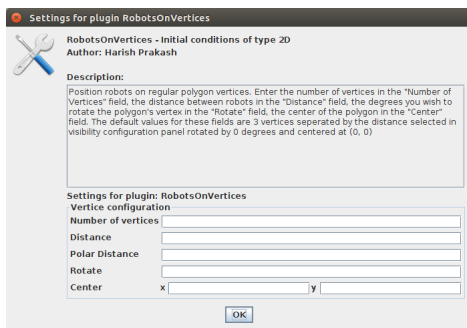 Settings for plugin RobotsOnVertices
RobotsOnVertices - Initial conditions of type 2D
Author: Harish Prakash
Description:
Position robots on regular polygon vertices. Enter the number of vertices in the "Number of
Vertices" field, the distance between robots in the "Distance" field, the degrees you wish to
rotate the polygon's vertex in the "Rotate" field, the center of the polygon in the "Center"
field. The default values for these fields are 3 vertices seperated by the distance selected in
visibility configuration panel rotated by 0 degrees and centered at (0, 0)
Settings for plugin: RobotsOnVertices
Vertice configuration
Number of vertices
Distance
Polar Distance
Rotate
Center x y
OK